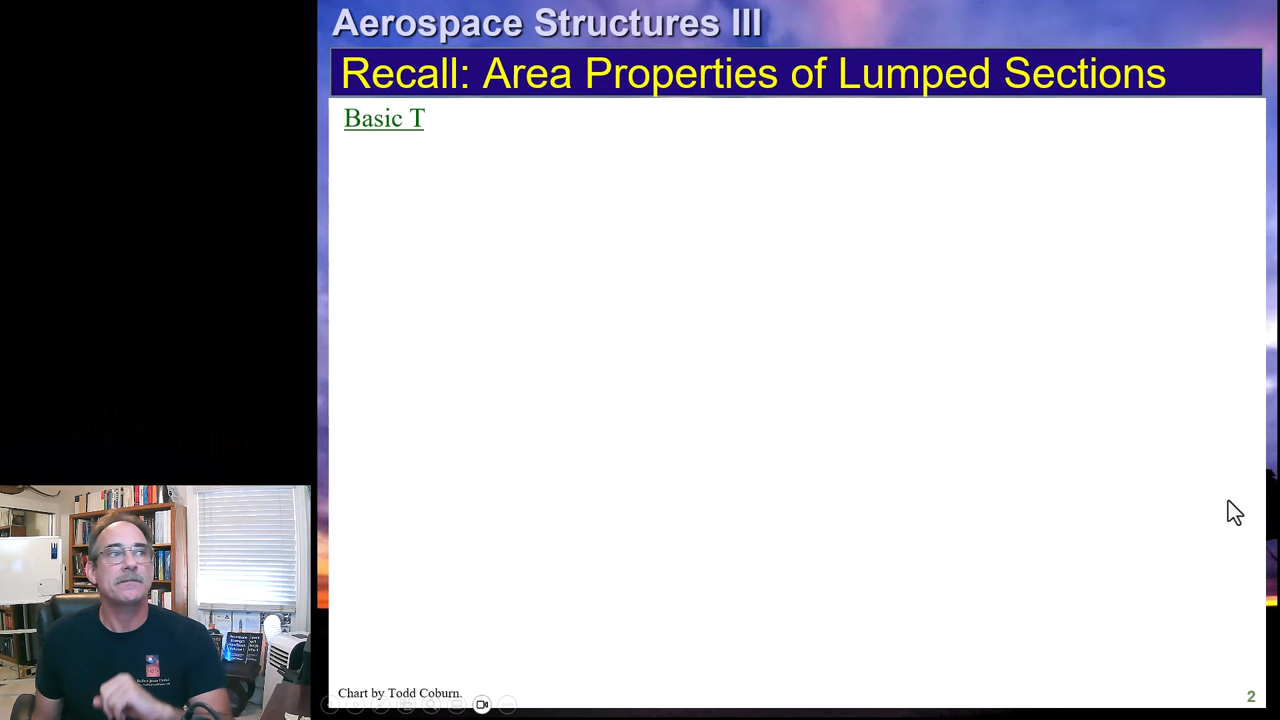 Aerospace Structures III
Recall: Area Properties of Lumped Sections
Basic T
Chart by Todd Coburn.
2